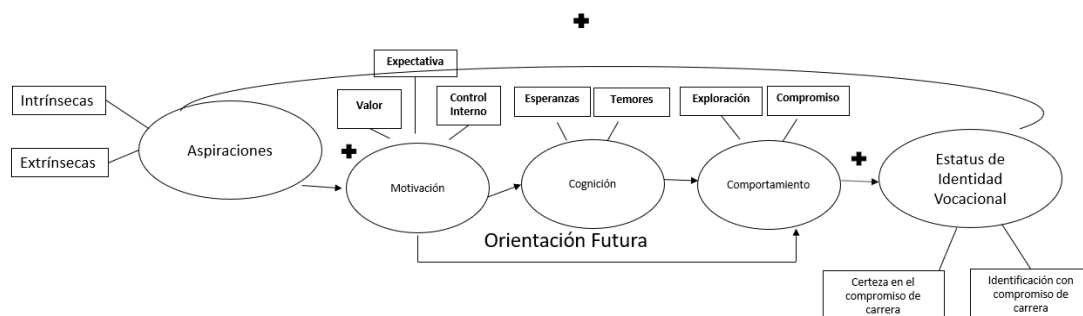 Expectativa
Intrínsecas
Extrínsecas
Aspiraciones
Valor
Control
Interno
Esperanzas
Temores
Exploración
Compromiso
Motivación
Cognición
Comportamiento
Estatus de
Identidad
Vocacional
Orientación Futura
Certeza en el
compromiso de
carrera
Identificación con
compromiso de
carrera